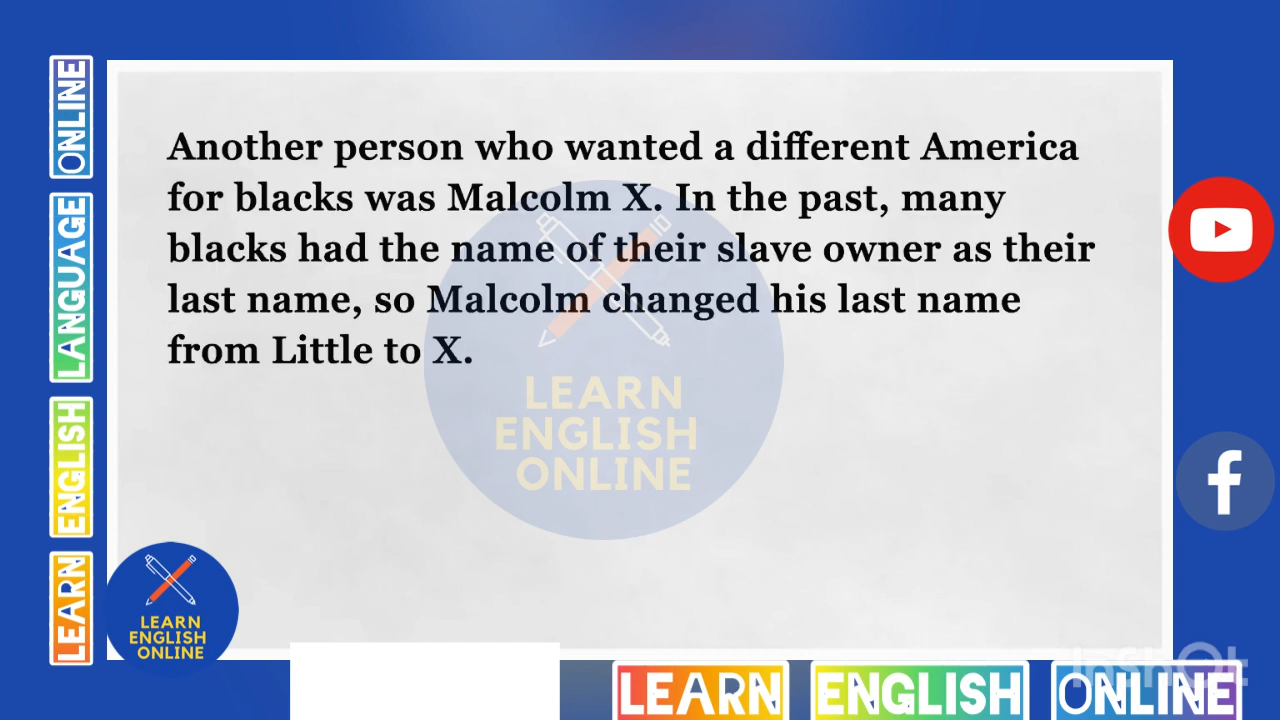 Another person who wanted a different America
for blacks was Malcolm X. In the past, many
blacks had the name of their slave owner as their
last name, so Malcolm changed his last name
from Little to X.
LEARN
ENGLISH
ONLINE
LEARN ENGLISH LANGUAGE ONLINE
LEARN
ENGLISH
ONLINE
LEARN ENGLISH ONLINE
InShOt